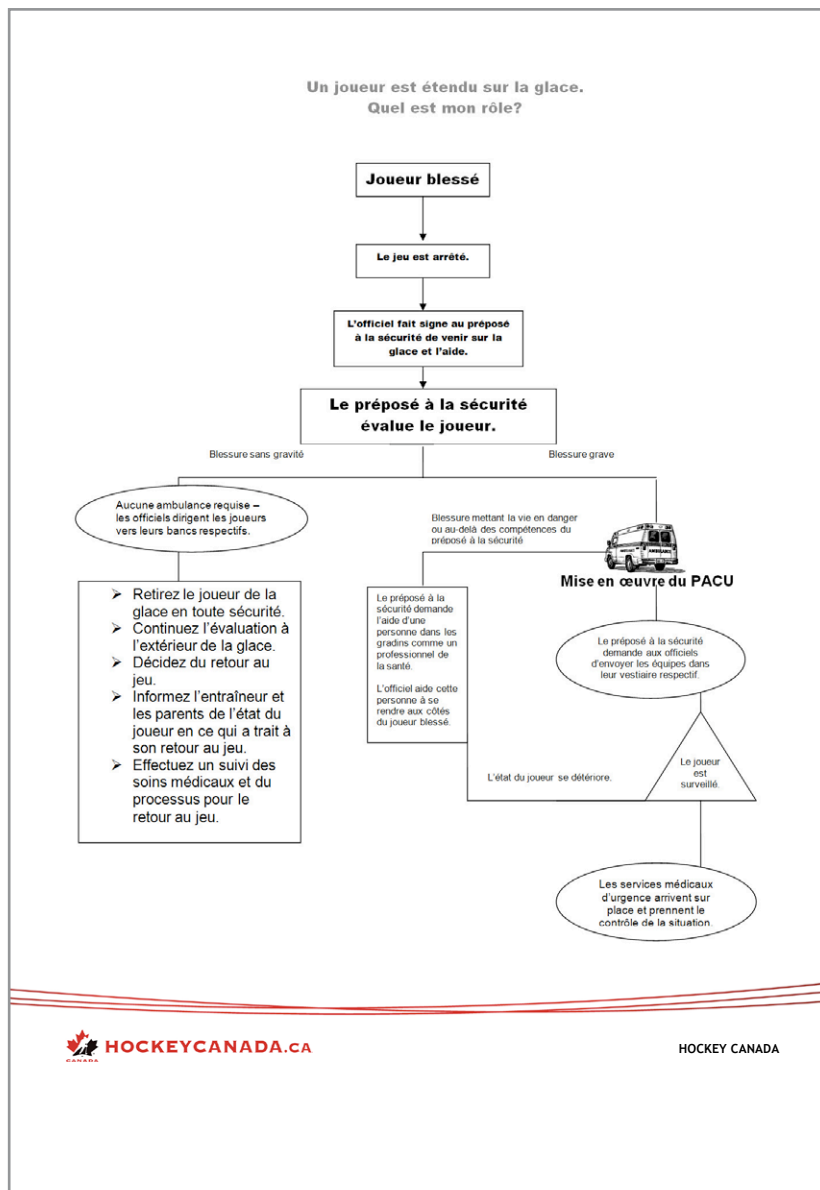 Un joueur est étendu sur la glace.
Quel est mon rôle?
Joueur blessé
Le jeu est arrêté.
L'officiel fait signe au préposé
à la sécurité de venir sur la
glace et l'aide.
Le préposé à la sécurité
évalue le joueur.
Blessure sans gravité
Blessure grave
Aucune ambulance requise –
les officiels dirigent les joueurs
vers leurs bancs respectifs.
Blessure mettant la vie en danger
ou au-delà des compétences du
préposé à la sécurité
AMBULANCE
Mise en œuvre du PACU
➢ Retirez le joueur de la
glace en toute sécurité.
➢ Continuez l'évaluation à
l'extérieur de la glace.
➢ Décidez du retour au
jeu.
➢ Informez l'entraîneur et
les parents de l'état du
joueur en ce qui a trait à
son retour au jeu.
➢ Effectuez un suivi des
soins médicaux et du
processus pour le
retour au jeu.
Le préposé à la
sécurité demande
l'aide d'une
personne dans les
gradins comme un
professionnel de
la santé.
L'officiel aide cette
personne à se
rendre aux côtés
du joueur blessé.
Le préposé à la sécurité
demande aux officiels
d'envoyer les équipes dans
leur vestiaire respectif.
L'état du joueur se détériore.
Le joueur
est
surveillé.
Les services médicaux
d'urgence arrivent sur
place et prennent le
contrôle de la situation.
CANADA
HOCKEYCANADA.CA
HOCKEY CANADA